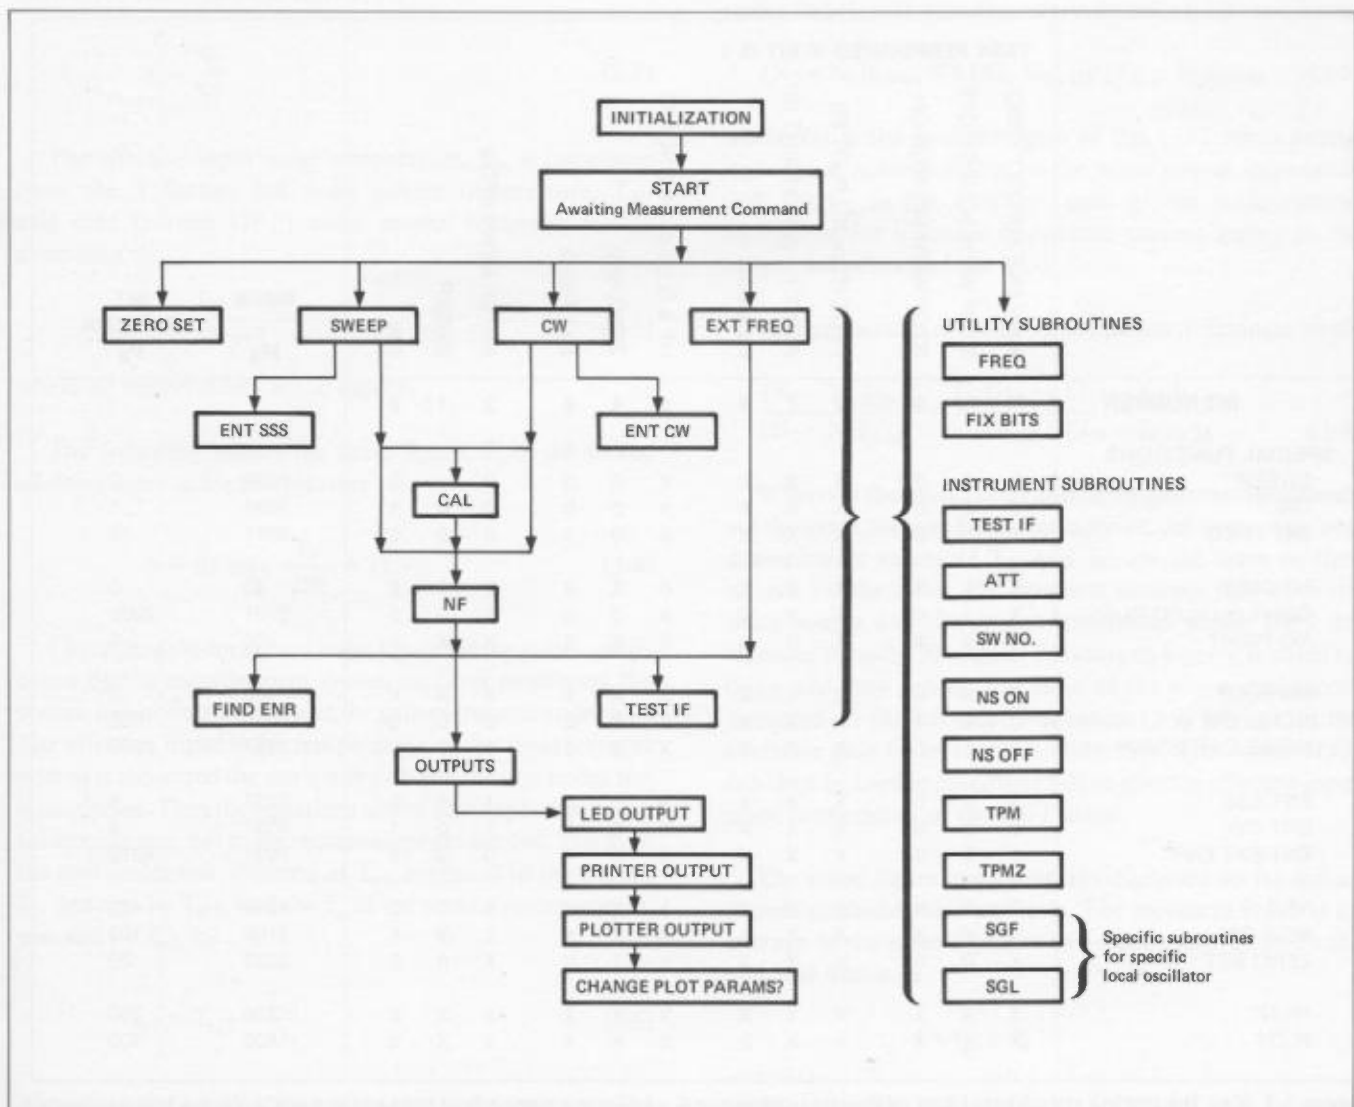 INITIALIZATION
START
Awaiting Measurement Command
ZERO SET
SWEEP
CW
EXT FREQ
ENT SSS
ENT CW
CAL
NF
FIND ENR
TEST IF
OUTPUTS
LED OUTPUT
PRINTER OUTPUT
PLOTTER OUTPUT
CHANGE PLOT PARAMS?
UTILITY SUBROUTINES
FREQ
FIX BITS
INSTRUMENT SUBROUTINES
TEST IF
ATT
SW NO.
NS ON
NS OFF
TPM
TPMZ
SGF
SGL
Specific subroutines
for specific
local oscillator